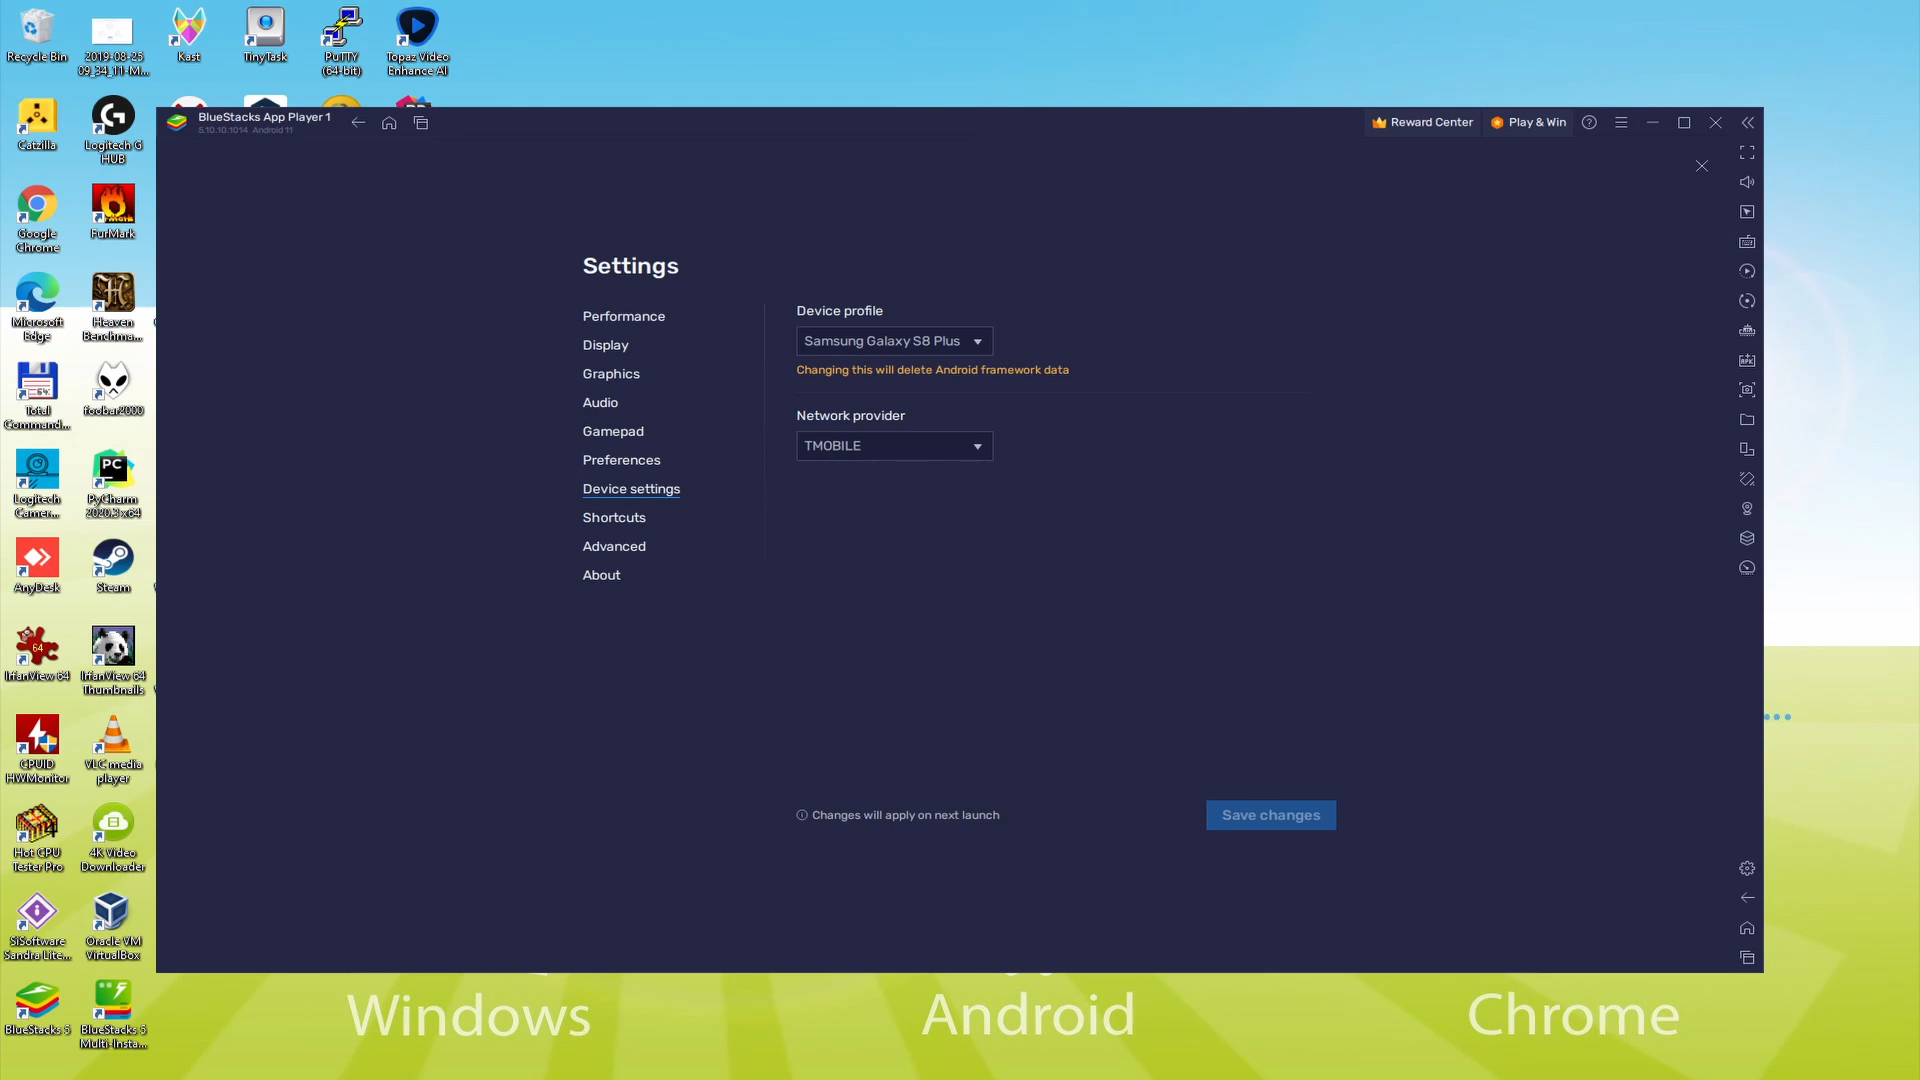 Recycle Bin
2019-08-25
09_34_11-M...
Kast
TinyTask
PuTTY
(64-bit)
Topaz Video
Enhance AI
Catzilla
Logitech G
HUB
Google
Chrome
FurMark
Microsoft
Edge
Heaven
Benchma...
Total
Command...
foobar2000
Logitech
Camer...
PyCharm
2020.3 x64
AnyDesk
Steam
IrfanView 64
IrfanView 64
Thumbnails
CPUID
HWMonitor
VLC media
player
Hot CPU
Tester Pro
4K Video
Downloader
SiSoftware
Sandra Lite...
Oracle VM
VirtualBox
BlueStacks 5
BlueStacks 5
Multi-Insta...
BlueStacks App Player 1
5.10.10.1014 Android 11
Reward Center
Play & Win
Settings
Performance
Display
Graphics
Audio
Gamepad
Preferences
Device settings
Shortcuts
Advanced
About
Device profile
Samsung Galaxy S8 Plus
Changing this will delete Android framework data
Network provider
TMOBILE
Changes will apply on next launch
Save changes
Windows
Android
Chrome